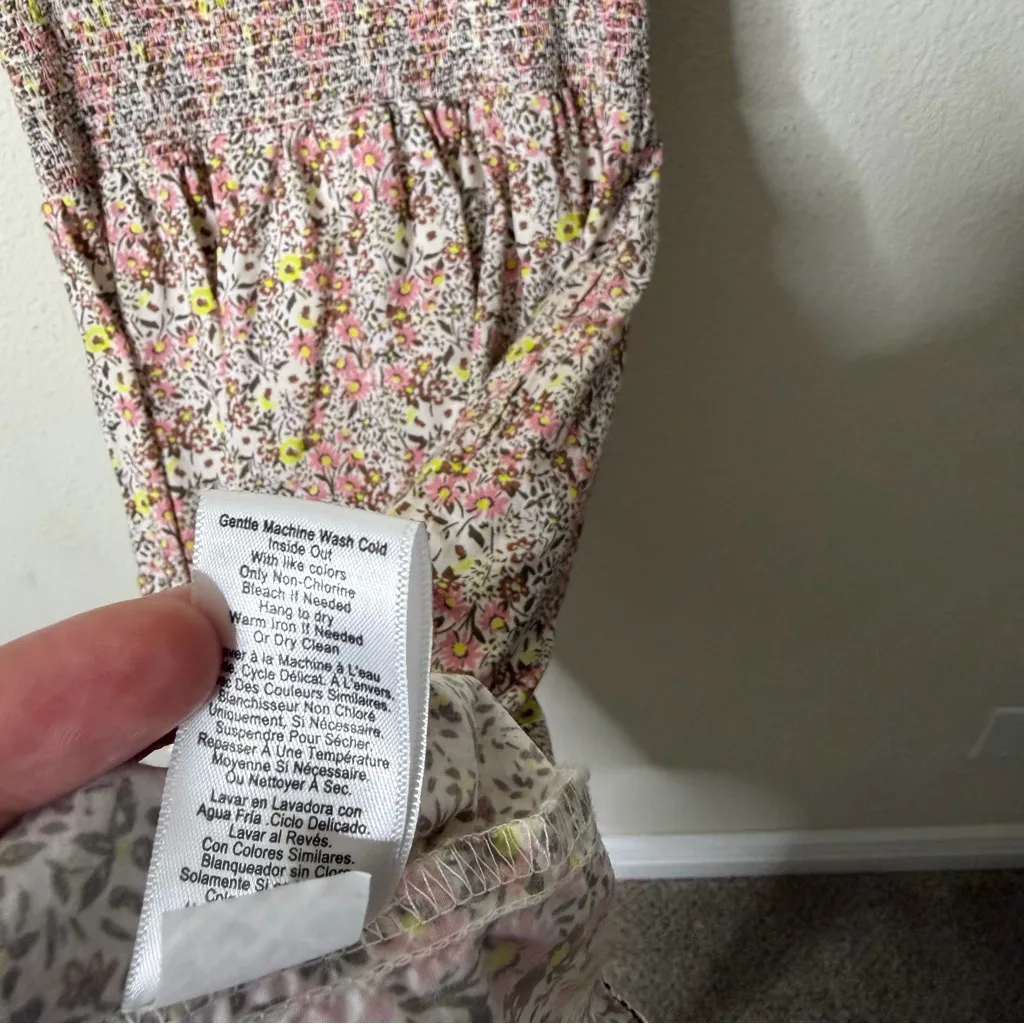 Gentle Machine Wash Cold
Inside Out
With like colors
Only Non-Chlorine
Bleach If Needed
Hang to dry
Warm Iron If Needed
Or Dry Clean
à la Machine à L'eau
Cycle Délicat. À L'envers.
Des Couleurs Similaires.
Blanchisseur Non Chloré
Uniquement, Si Nécessaire.
Suspendre Pour Sécher.
Repasser À Une Température
Moyenne Si Nécessaire.
Ou Nettoyer À Sec.
Lavar en Lavadora con
Agua Fría .Ciclo Delicado.
Lavar al Revés.
Con Colores Similares.
Blanqueador sin
Solamente